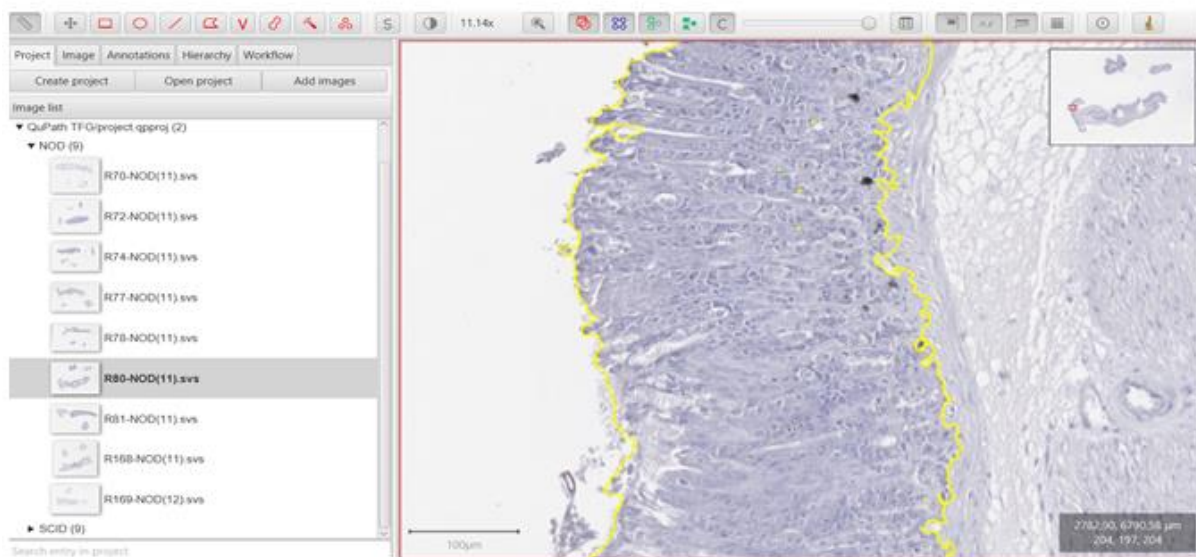 V
S
11.14x
C
Project Image Annotations Hierarchy Workflow
Create project Open project Add images
Image list
QuPath TFG/project.qpproj (2)
NOD (9)
R70-NOD(11).svs
R72-NOD(11).svs
R74-NOD(11).svs
R77-NOD(11).svs
R78-NOD(11).svs
R80-NOD(11).svs
R81-NOD(11).svs
R168-NOD(11).svs
R169-NOD(12).svs
SCID (9)
Search entry in project
100µm
2782.90, 6790.58 µm
204, 197, 204